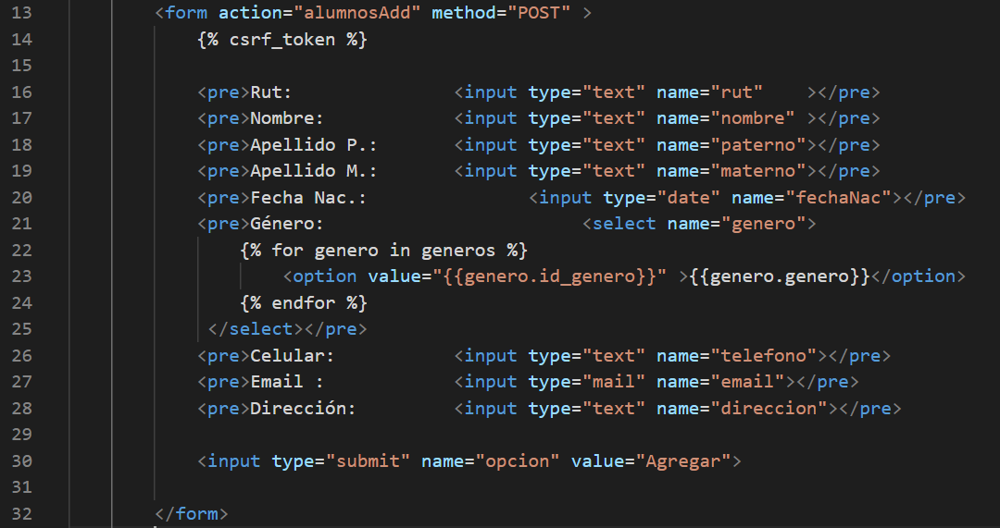 13 <form action="alumnosAdd" method="POST" >
14 {% csrf_token %}
15
16 <pre>Rut: <input type="text" name="rut" ></pre>
17 <pre>Nombre: <input type="text" name="nombre" ></pre>
18 <pre>Apellido P.: <input type="text" name="paterno"></pre>
19 <pre>Apellido M.: <input type="text" name="materno"></pre>
20 <pre>Fecha Nac.: <input type="date" name="fechaNac"></pre>
21 <pre>Género: <select name="genero">
22 {% for genero in generos %}
23 <option value="{{genero.id_genero}}" >{{genero.genero}}</option>
24 {% endfor %}
25 </select></pre>
26 <pre>Celular: <input type="text" name="telefono"></pre>
27 <pre>Email : <input type="mail" name="email"></pre>
28 <pre>Dirección: <input type="text" name="direccion"></pre>
29
30 <input type="submit" name="opcion" value="Agregar">
31
32 </form>